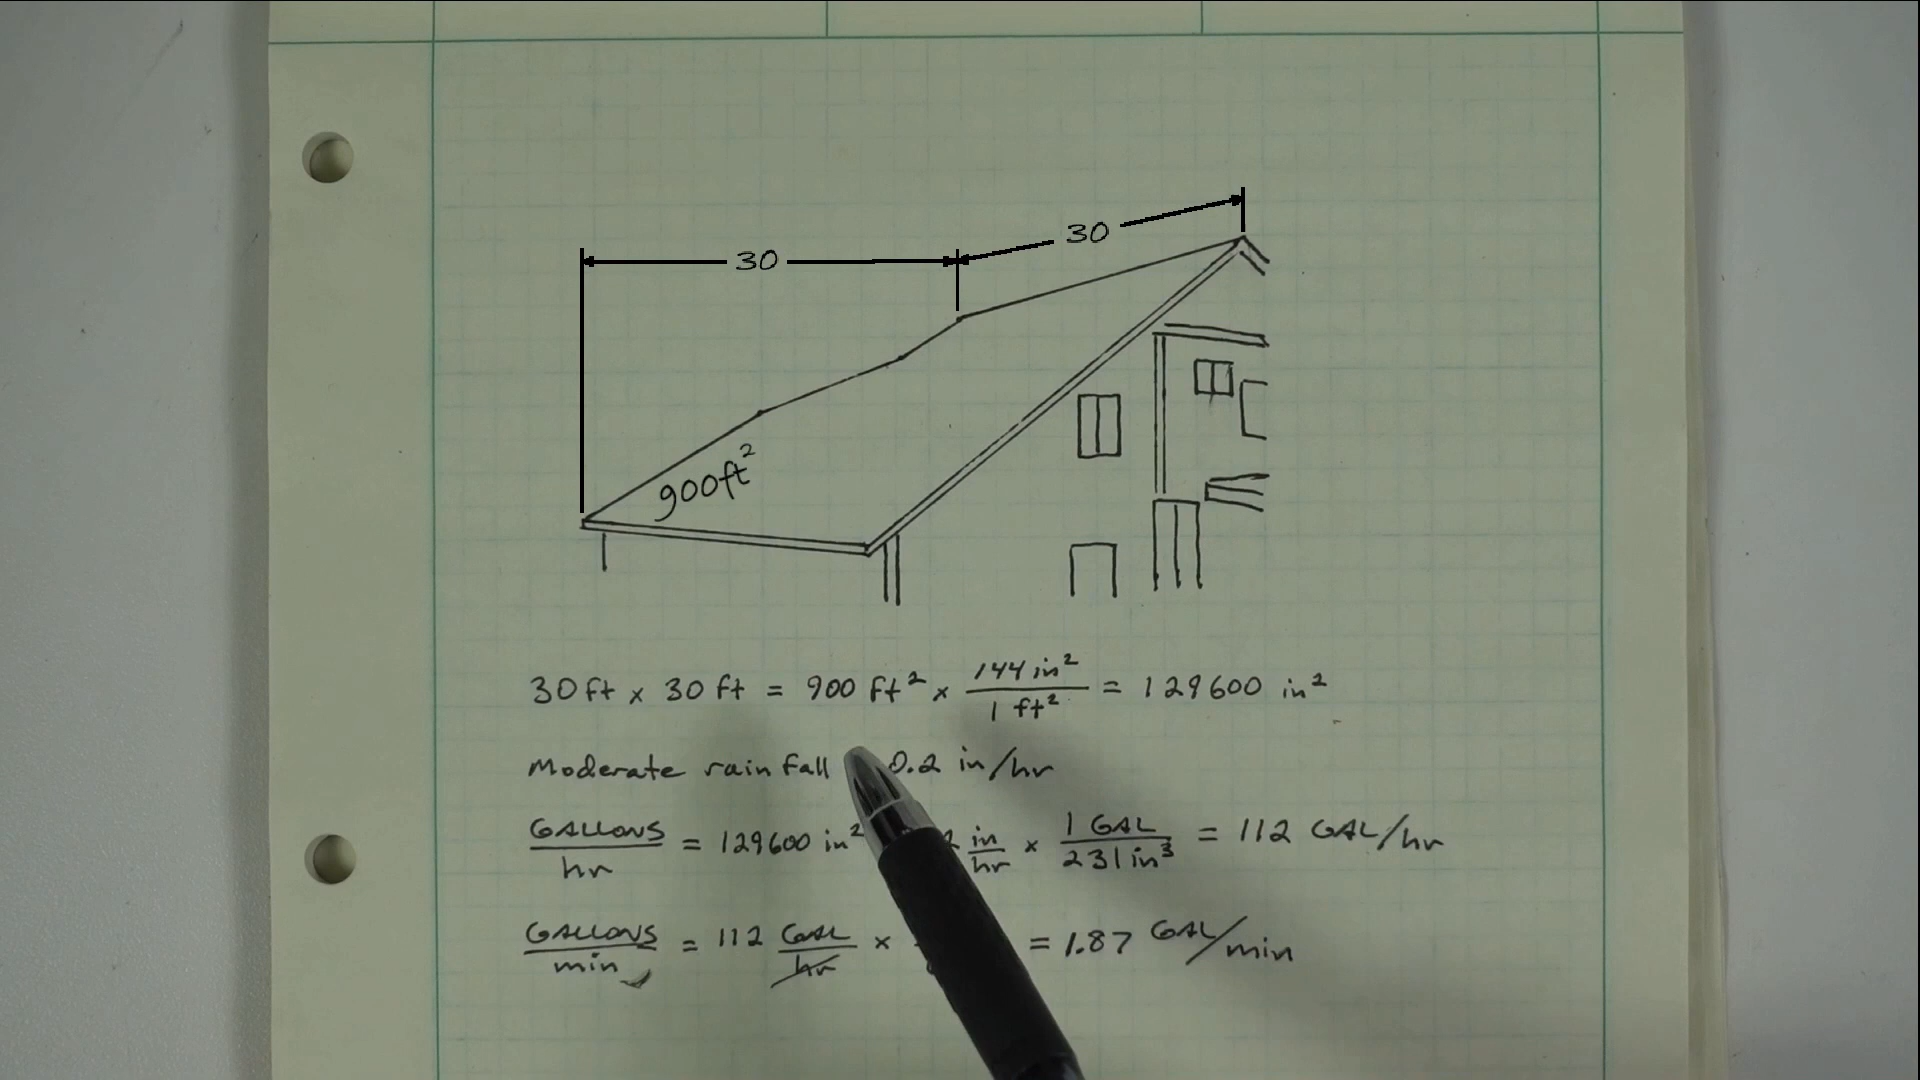 30
30
900ft²
30 ft x 30 ft = 900 ft² x 144 in² / 1 ft² = 129600 in²
Moderate rain fall 0.2 in/hr
GALLONS/hr = 129600 in² in/hr x 1 GAL / 231 in³ = 112 GAL/hr
GALLONS/min = 112 GAL/hr x = 1.87 GAL/min